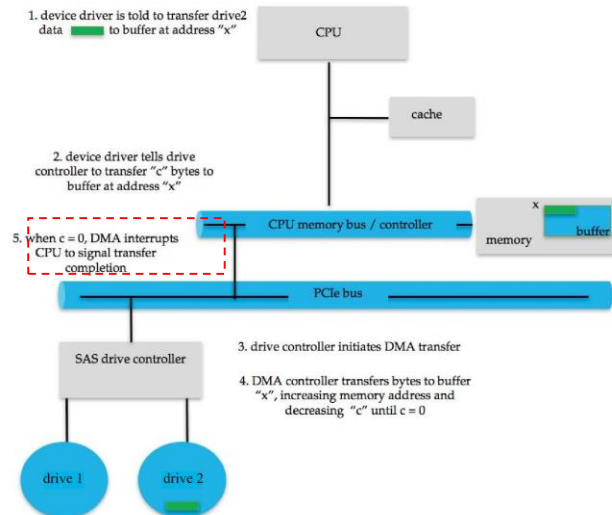 1. device driver is told to transfer drive2
data to buffer at address "x"
CPU
cache
2. device driver tells drive
controller to transfer "c" bytes to
buffer at address "x"
5. when c = 0, DMA interrupts
CPU to signal transfer
completion
CPU memory bus / controller
x
buffer
memory
PCIe bus
SAS drive controller
3. drive controller initiates DMA transfer
4. DMA controller transfers bytes to buffer
"x", increasing memory address and
decreasing "c" until c = 0
drive 1
drive 2